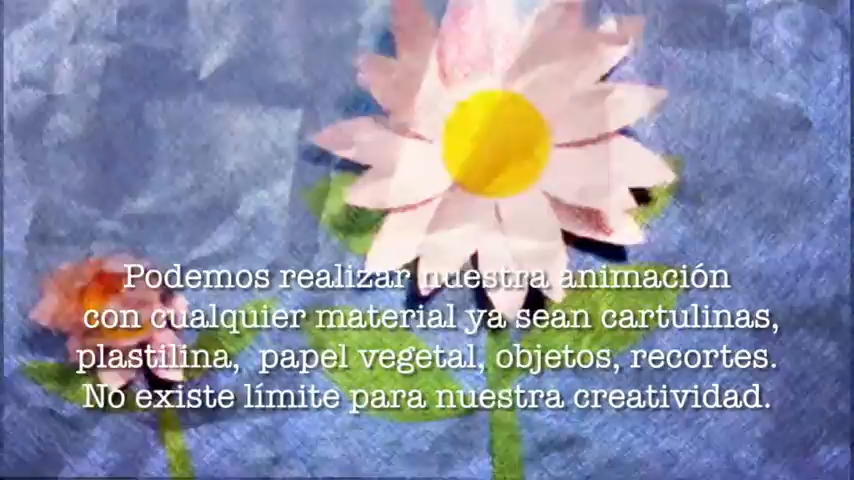 Podemos realizar nuestra animación
con cualquier material ya sean cartulinas,
plastilina,  papel vegetal, objetos, recortes.
No existe límite para nuestra creatividad.